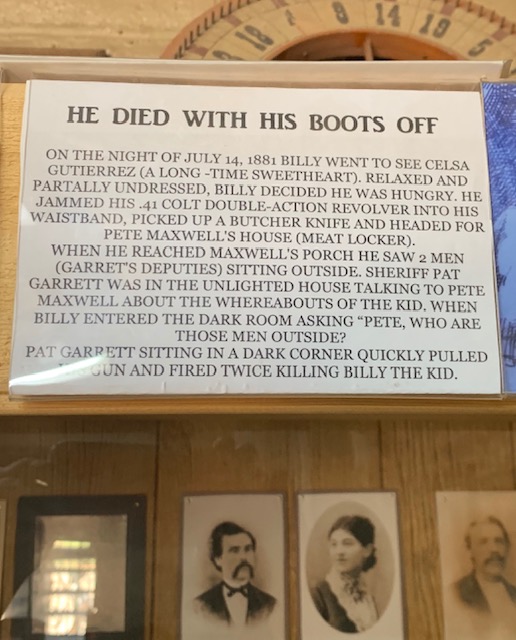 18 9 14 19 5
HE DIED WITH HIS BOOTS OFF
ON THE NIGHT OF JULY 14, 1881 BILLY WENT TO SEE CELSA
GUTIERREZ (A LONG -TIME SWEETHEART). RELAXED AND
PARTIALLY UNDRESSED, BILLY DECIDED HE WAS HUNGRY. HE
JAMMED HIS .41 COLT DOUBLE-ACTION REVOLVER INTO HIS
WAISTBAND, PICKED UP A BUTCHER KNIFE AND HEADED FOR
PETE MAXWELL'S HOUSE (MEAT LOCKER).
WHEN HE REACHED MAXWELL'S PORCH HE SAW 2 MEN
(GARRET'S DEPUTIES) SITTING OUTSIDE. SHERIFF PAT
GARRETT WAS IN THE UNLIGHTED HOUSE TALKING TO PETE
MAXWELL ABOUT THE WHEREABOUTS OF THE KID, WHEN
BILLY ENTERED THE DARK ROOM ASKING "PETE, WHO ARE
THOSE MEN OUTSIDE?
PAT GARRETT SITTING IN A DARK CORNER QUICKLY PULLED
GUN AND FIRED TWICE KILLING BILLY THE KID.